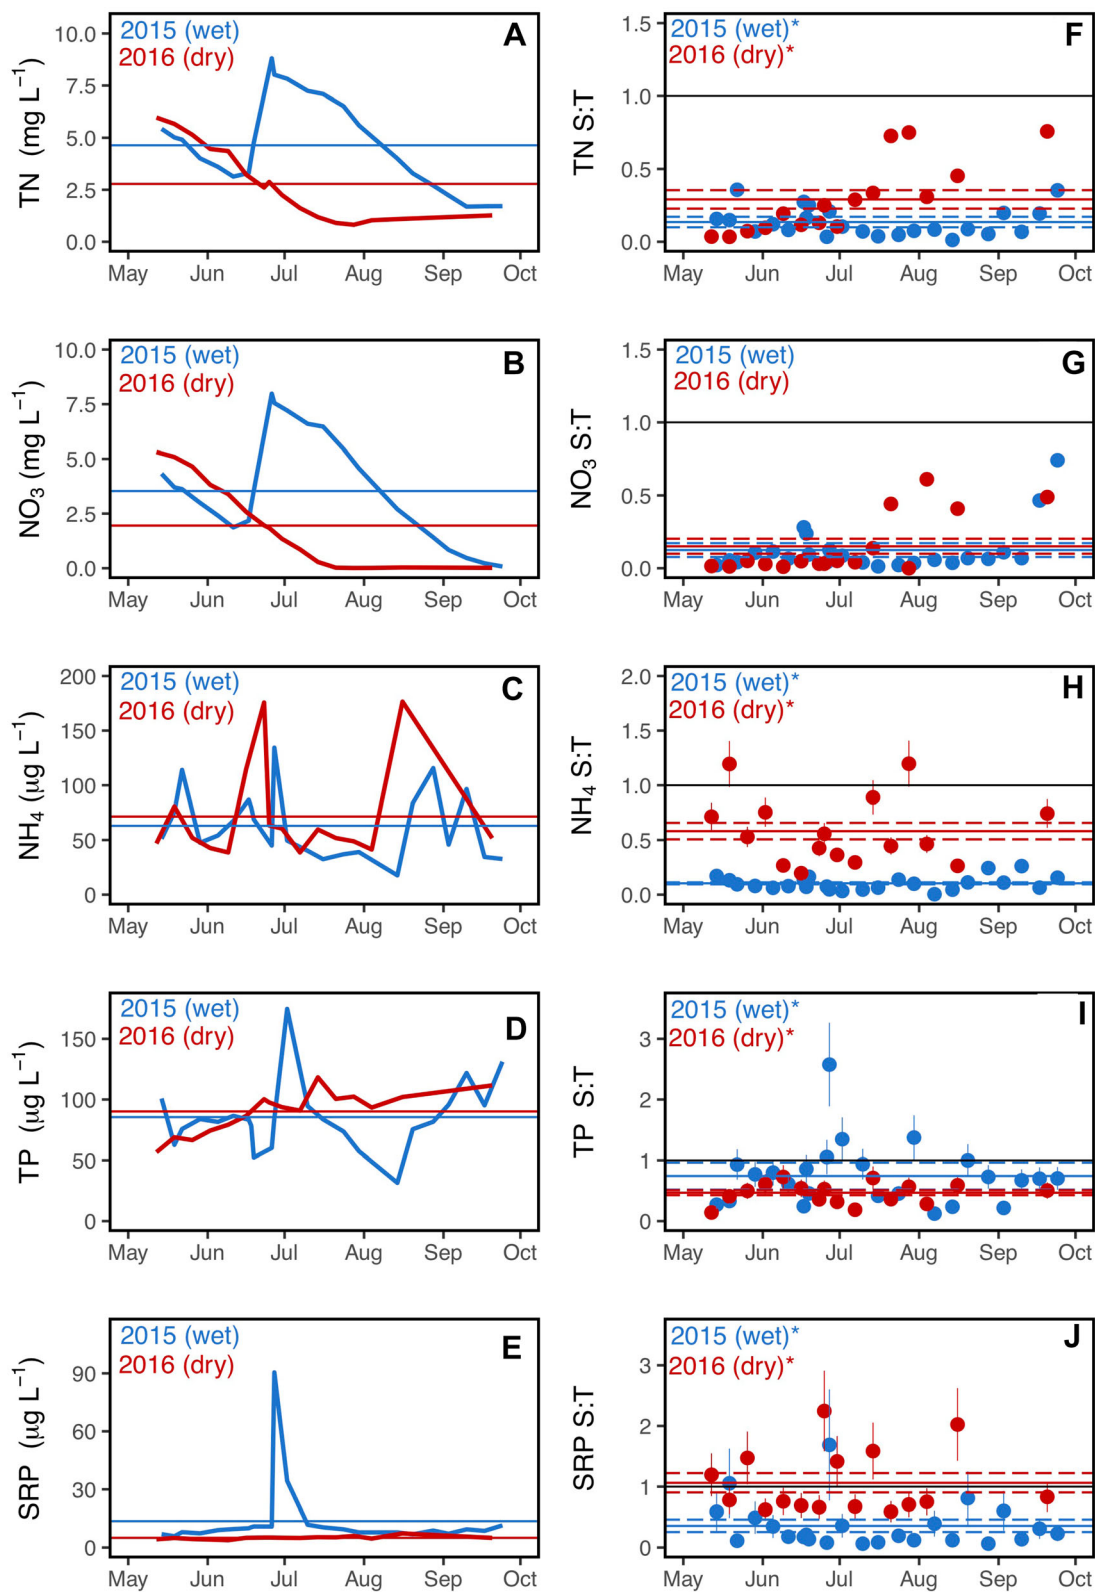 2015 (wet)
2016 (dry)
A
TN (mg L⁻¹)
10.0
7.5
5.0
2.5
0.0
May Jun Jul Aug Sep Oct
2015 (wet)*
2016 (dry)*
F
TN S:T
1.5
1.0
0.5
0.0
May Jun Jul Aug Sep Oct
2015 (wet)
2016 (dry)
B
NO₃ (mg L⁻¹)
10.0
7.5
5.0
2.5
0.0
May Jun Jul Aug Sep Oct
2015 (wet)
2016 (dry)
G
NO₃ S:T
1.5
1.0
0.5
0.0
May Jun Jul Aug Sep Oct
2015 (wet)
2016 (dry)
C
NH₄ (µg L⁻¹)
200
150
100
50
0
May Jun Jul Aug Sep Oct
2015 (wet)*
2016 (dry)*
H
NH₄ S:T
2.0
1.5
1.0
0.5
0.0
May Jun Jul Aug Sep Oct
2015 (wet)
2016 (dry)
D
TP (µg L⁻¹)
150
100
50
0
May Jun Jul Aug Sep Oct
2015 (wet)*
2016 (dry)*
I
TP S:T
3
2
1
0
May Jun Jul Aug Sep Oct
2015 (wet)
2016 (dry)
E
SRP (µg L⁻¹)
90
60
30
0
May Jun Jul Aug Sep Oct
2015 (wet)*
2016 (dry)*
J
SRP S:T
3
2
1
0
May Jun Jul Aug Sep Oct